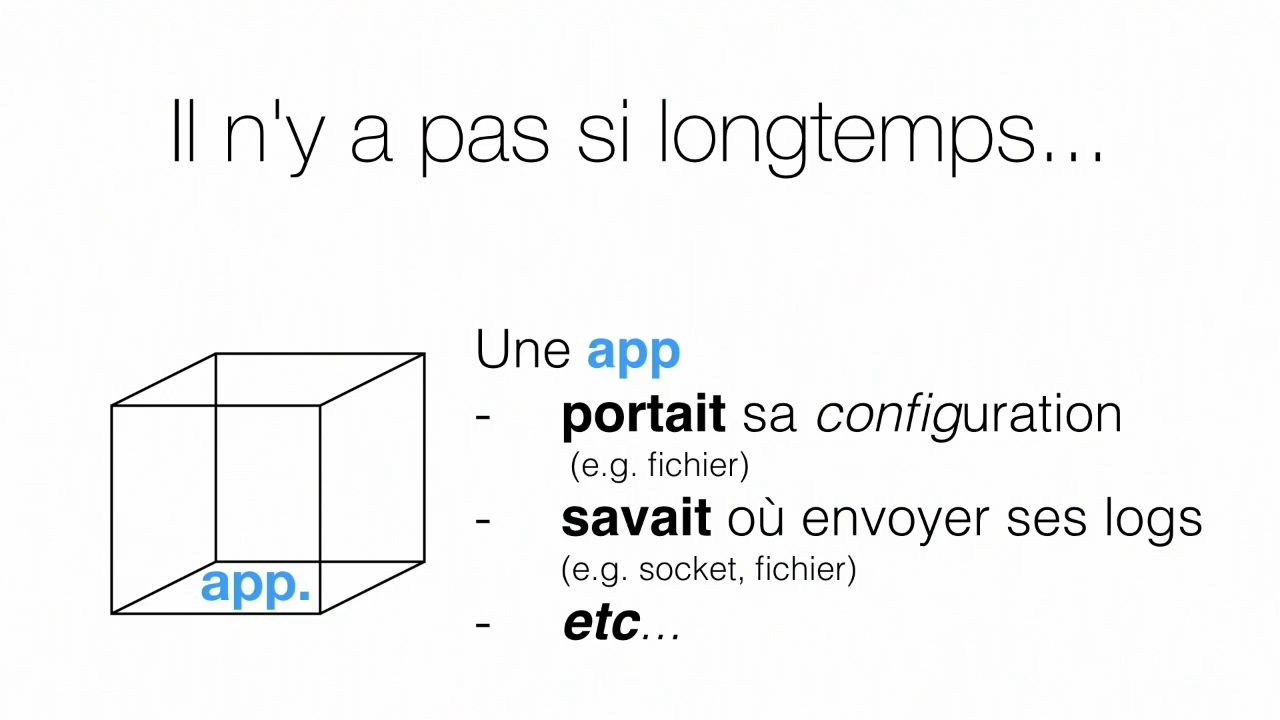 Il n'y a pas si longtemps...
Une app
- portait sa configuration
(e.g. fichier)
- savait où envoyer ses logs
(e.g. socket, fichier)
- etc...
app.